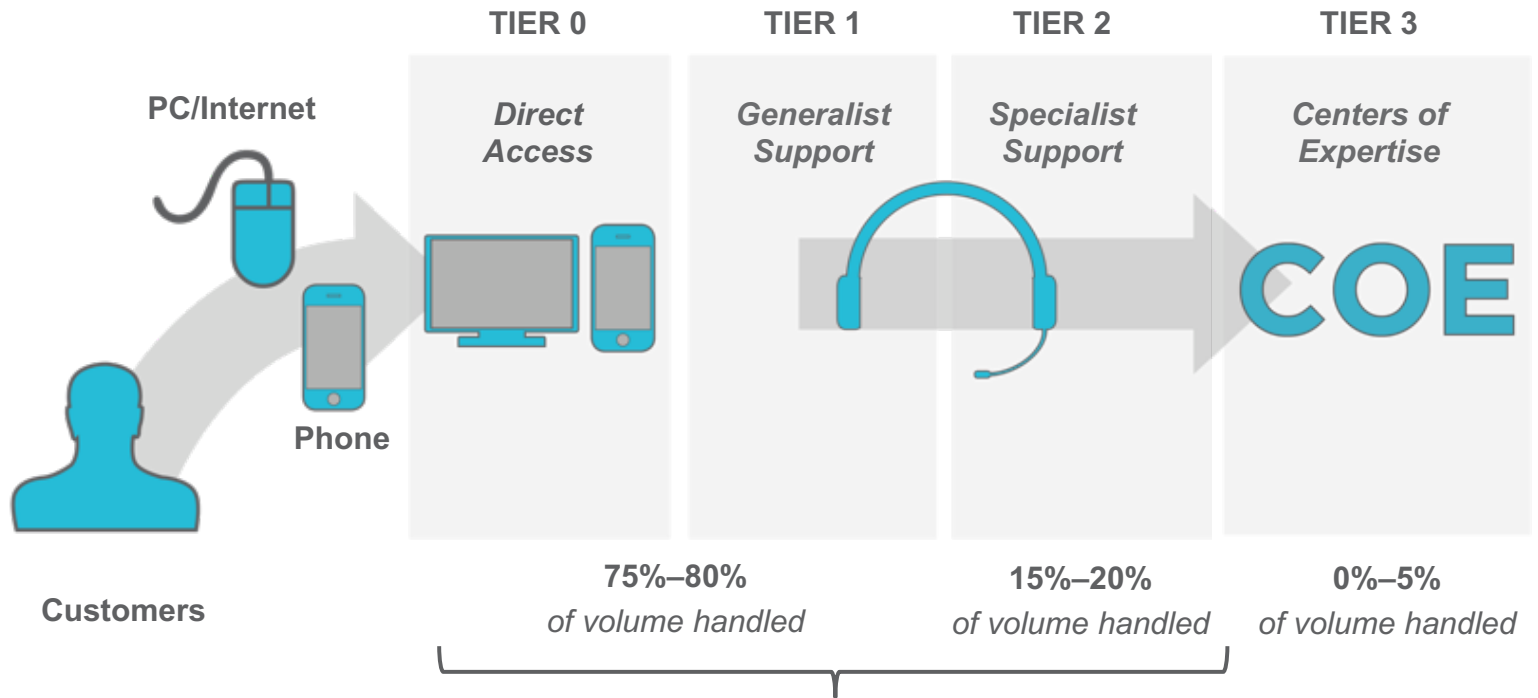 TIER 0
TIER 1
TIER 2
TIER 3
PC/Internet
Direct
Access
Generalist
Support
Specialist
Support
Centers of
Expertise
COE
Phone
Customers
75%–80%
of volume handled
15%–20%
of volume handled
0%–5%
of volume handled